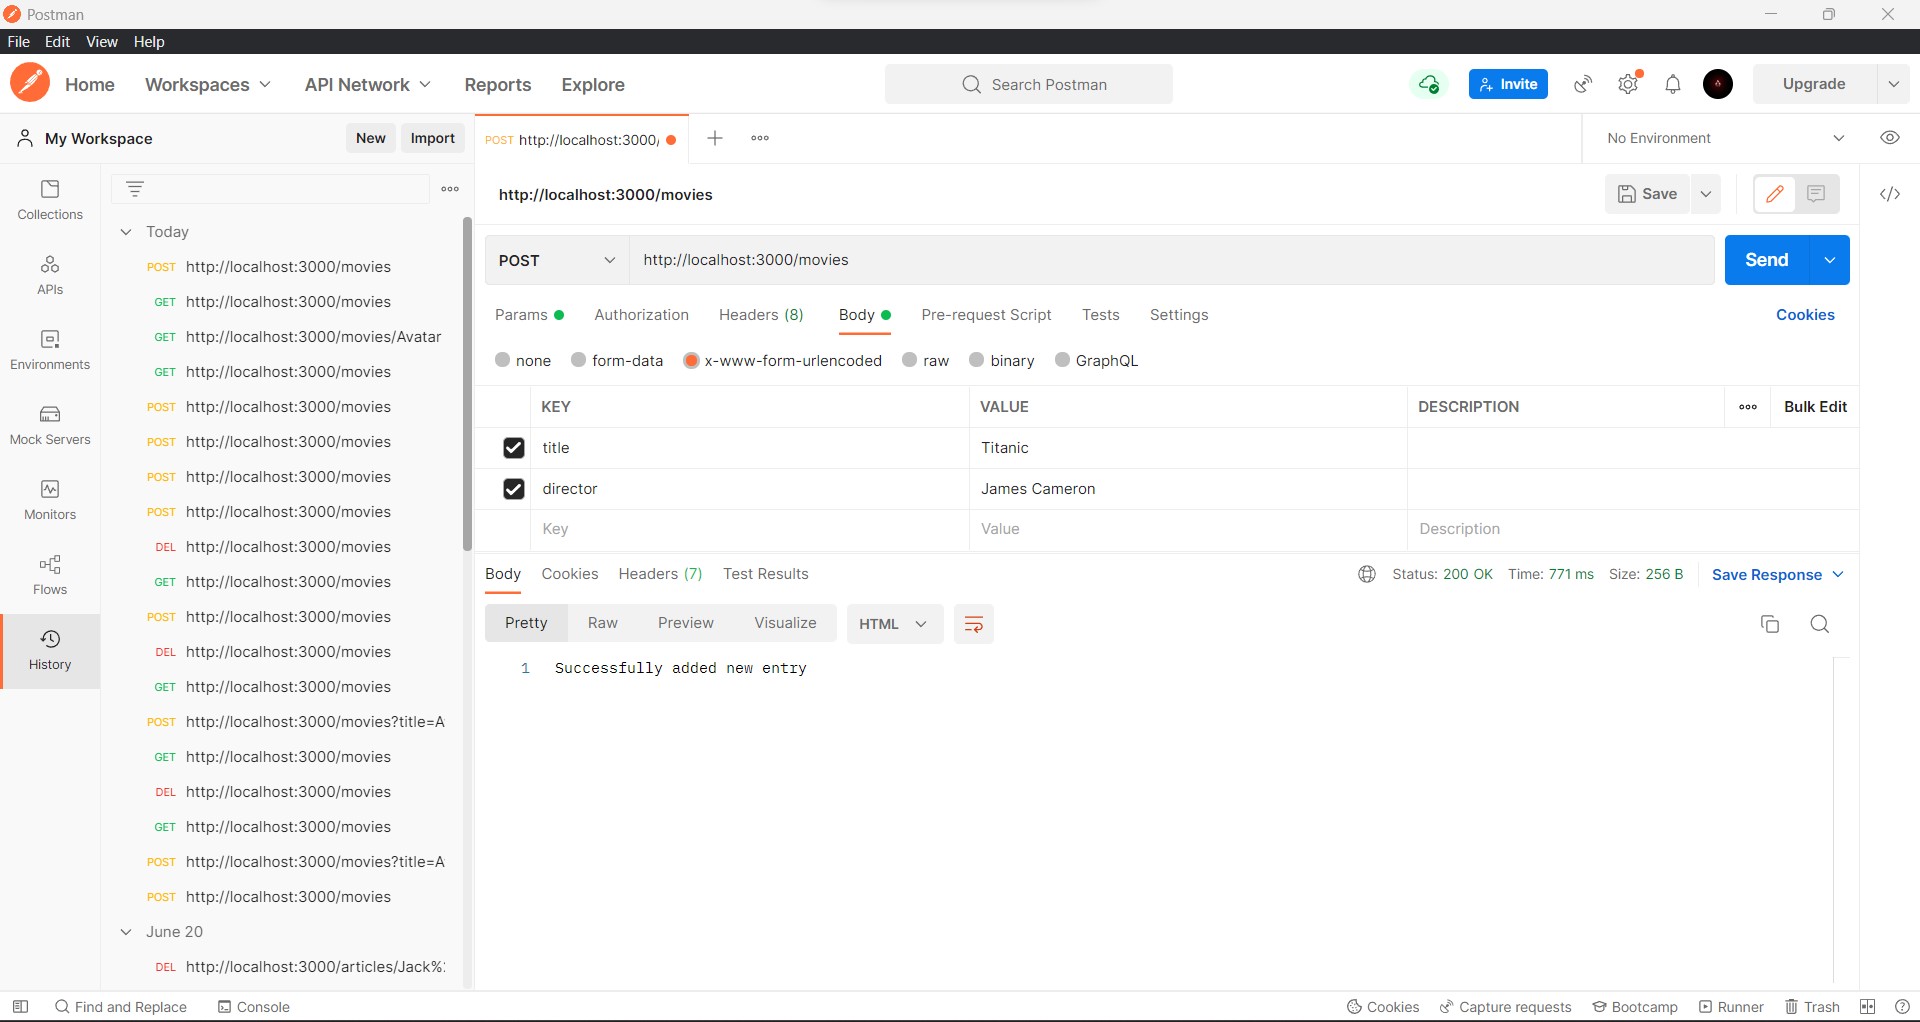 Postman
File Edit View Help
Home Workspaces API Network Reports Explore Search Postman Invite Upgrade
My Workspace New Import POST http://localhost:3000/ No Environment
http://localhost:3000/movies Save
Collections
APIs
Environments
Mock Servers
Monitors
Flows
History
Today
POST http://localhost:3000/movies
GET http://localhost:3000/movies
GET http://localhost:3000/movies/Avatar
GET http://localhost:3000/movies
POST http://localhost:3000/movies
POST http://localhost:3000/movies
POST http://localhost:3000/movies
POST http://localhost:3000/movies
DEL http://localhost:3000/movies
GET http://localhost:3000/movies
POST http://localhost:3000/movies
DEL http://localhost:3000/movies
GET http://localhost:3000/movies
POST http://localhost:3000/movies?title=A
GET http://localhost:3000/movies
DEL http://localhost:3000/movies
GET http://localhost:3000/movies
POST http://localhost:3000/movies?title=A
POST http://localhost:3000/movies
June 20
DEL http://localhost:3000/articles/Jack%
POST http://localhost:3000/movies Send
Params Authorization Headers (8) Body Pre-request Script Tests Settings Cookies
none form-data x-www-form-urlencoded raw binary GraphQL
KEY VALUE DESCRIPTION Bulk Edit
title Titanic
director James Cameron
Key Value Description
Body Cookies Headers (7) Test Results Status: 200 OK Time: 771 ms Size: 256 B Save Response
Pretty Raw Preview Visualize HTML
1 Successfully added new entry
Find and Replace Console Cookies Capture requests Bootcamp Runner Trash